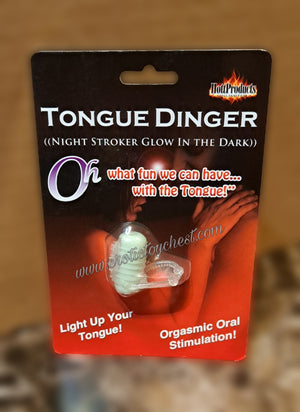 HottProducts
TONGUE DINGER
((NIGHT STROKER GLOW IN THE DARK))
Oh what fun we can have...
with the Tongue!
www.erotictoychest.com
Light Up Your
Tongue!
Orgasmic Oral
Stimulation!